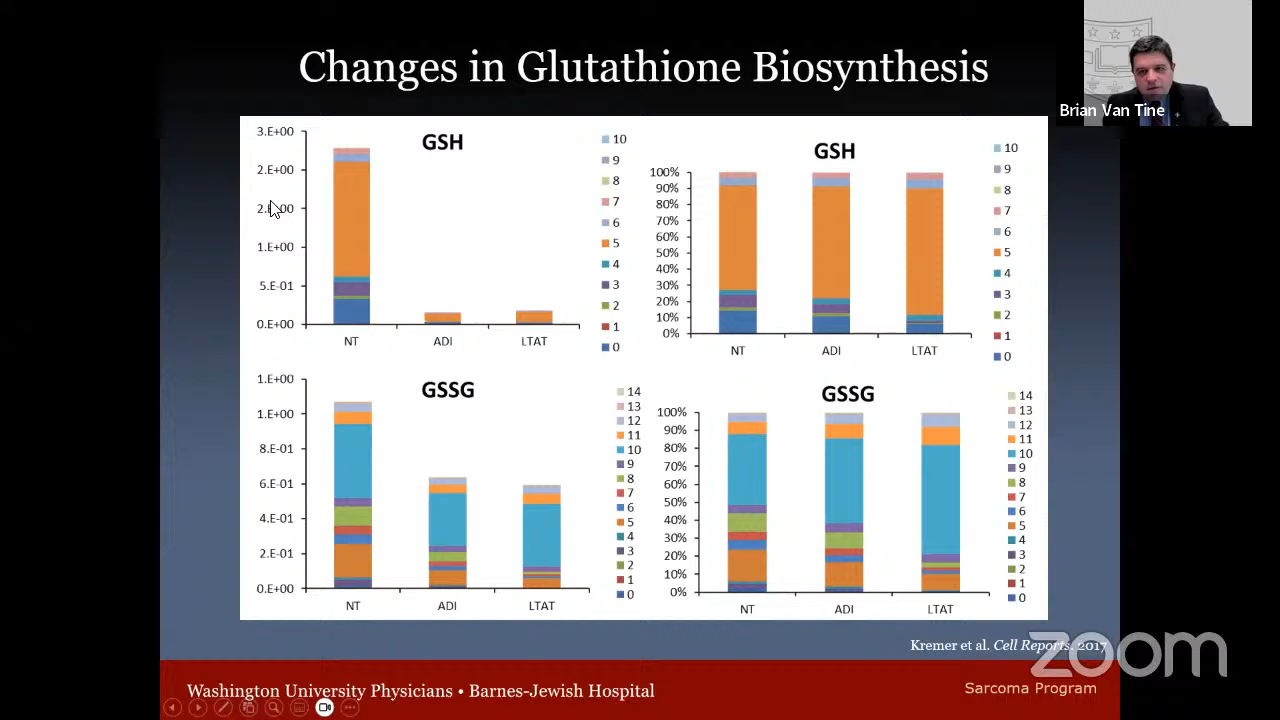 Changes in Glutathione Biosynthesis
Brian Van Tine
GSH
3.E+00
2.E+00
2.E+00
1.E+00
5.E-01
0.E+00
NT
ADI
LTAT
10
9
8
7
6
5
4
3
2
1
0
GSH
100%
90%
80%
70%
60%
50%
40%
30%
20%
10%
0%
NT
ADI
LTAT
10
9
8
7
6
5
4
3
2
1
0
GSSG
1.E+00
1.E+00
8.E-01
6.E-01
4.E-01
2.E-01
0.E+00
NT
ADI
LTAT
14
13
12
11
10
9
8
7
6
5
4
3
2
1
0
GSSG
100%
90%
80%
70%
60%
50%
40%
30%
20%
10%
0%
NT
ADI
LTAT
14
13
12
11
10
9
8
7
6
5
4
3
2
1
0
Kremer et al. Cell Reports. 2017
zoom
Washington University Physicians • Barnes-Jewish Hospital
Sarcoma Program